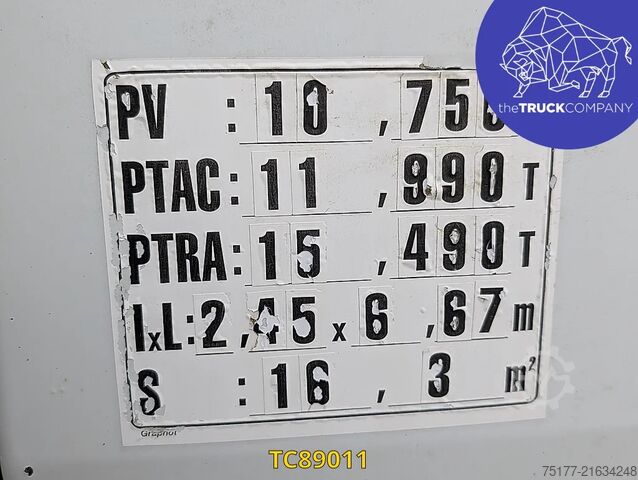 theTRUCKCOMPANY
PV : 10 , 750
PTAC : 11 , 990 T
PTRA : 15 , 490 T
lxL : 2 , 45 x 6 , 67 m
S : 16 , 3 m²
Graphot
TC89011
75177-21634248